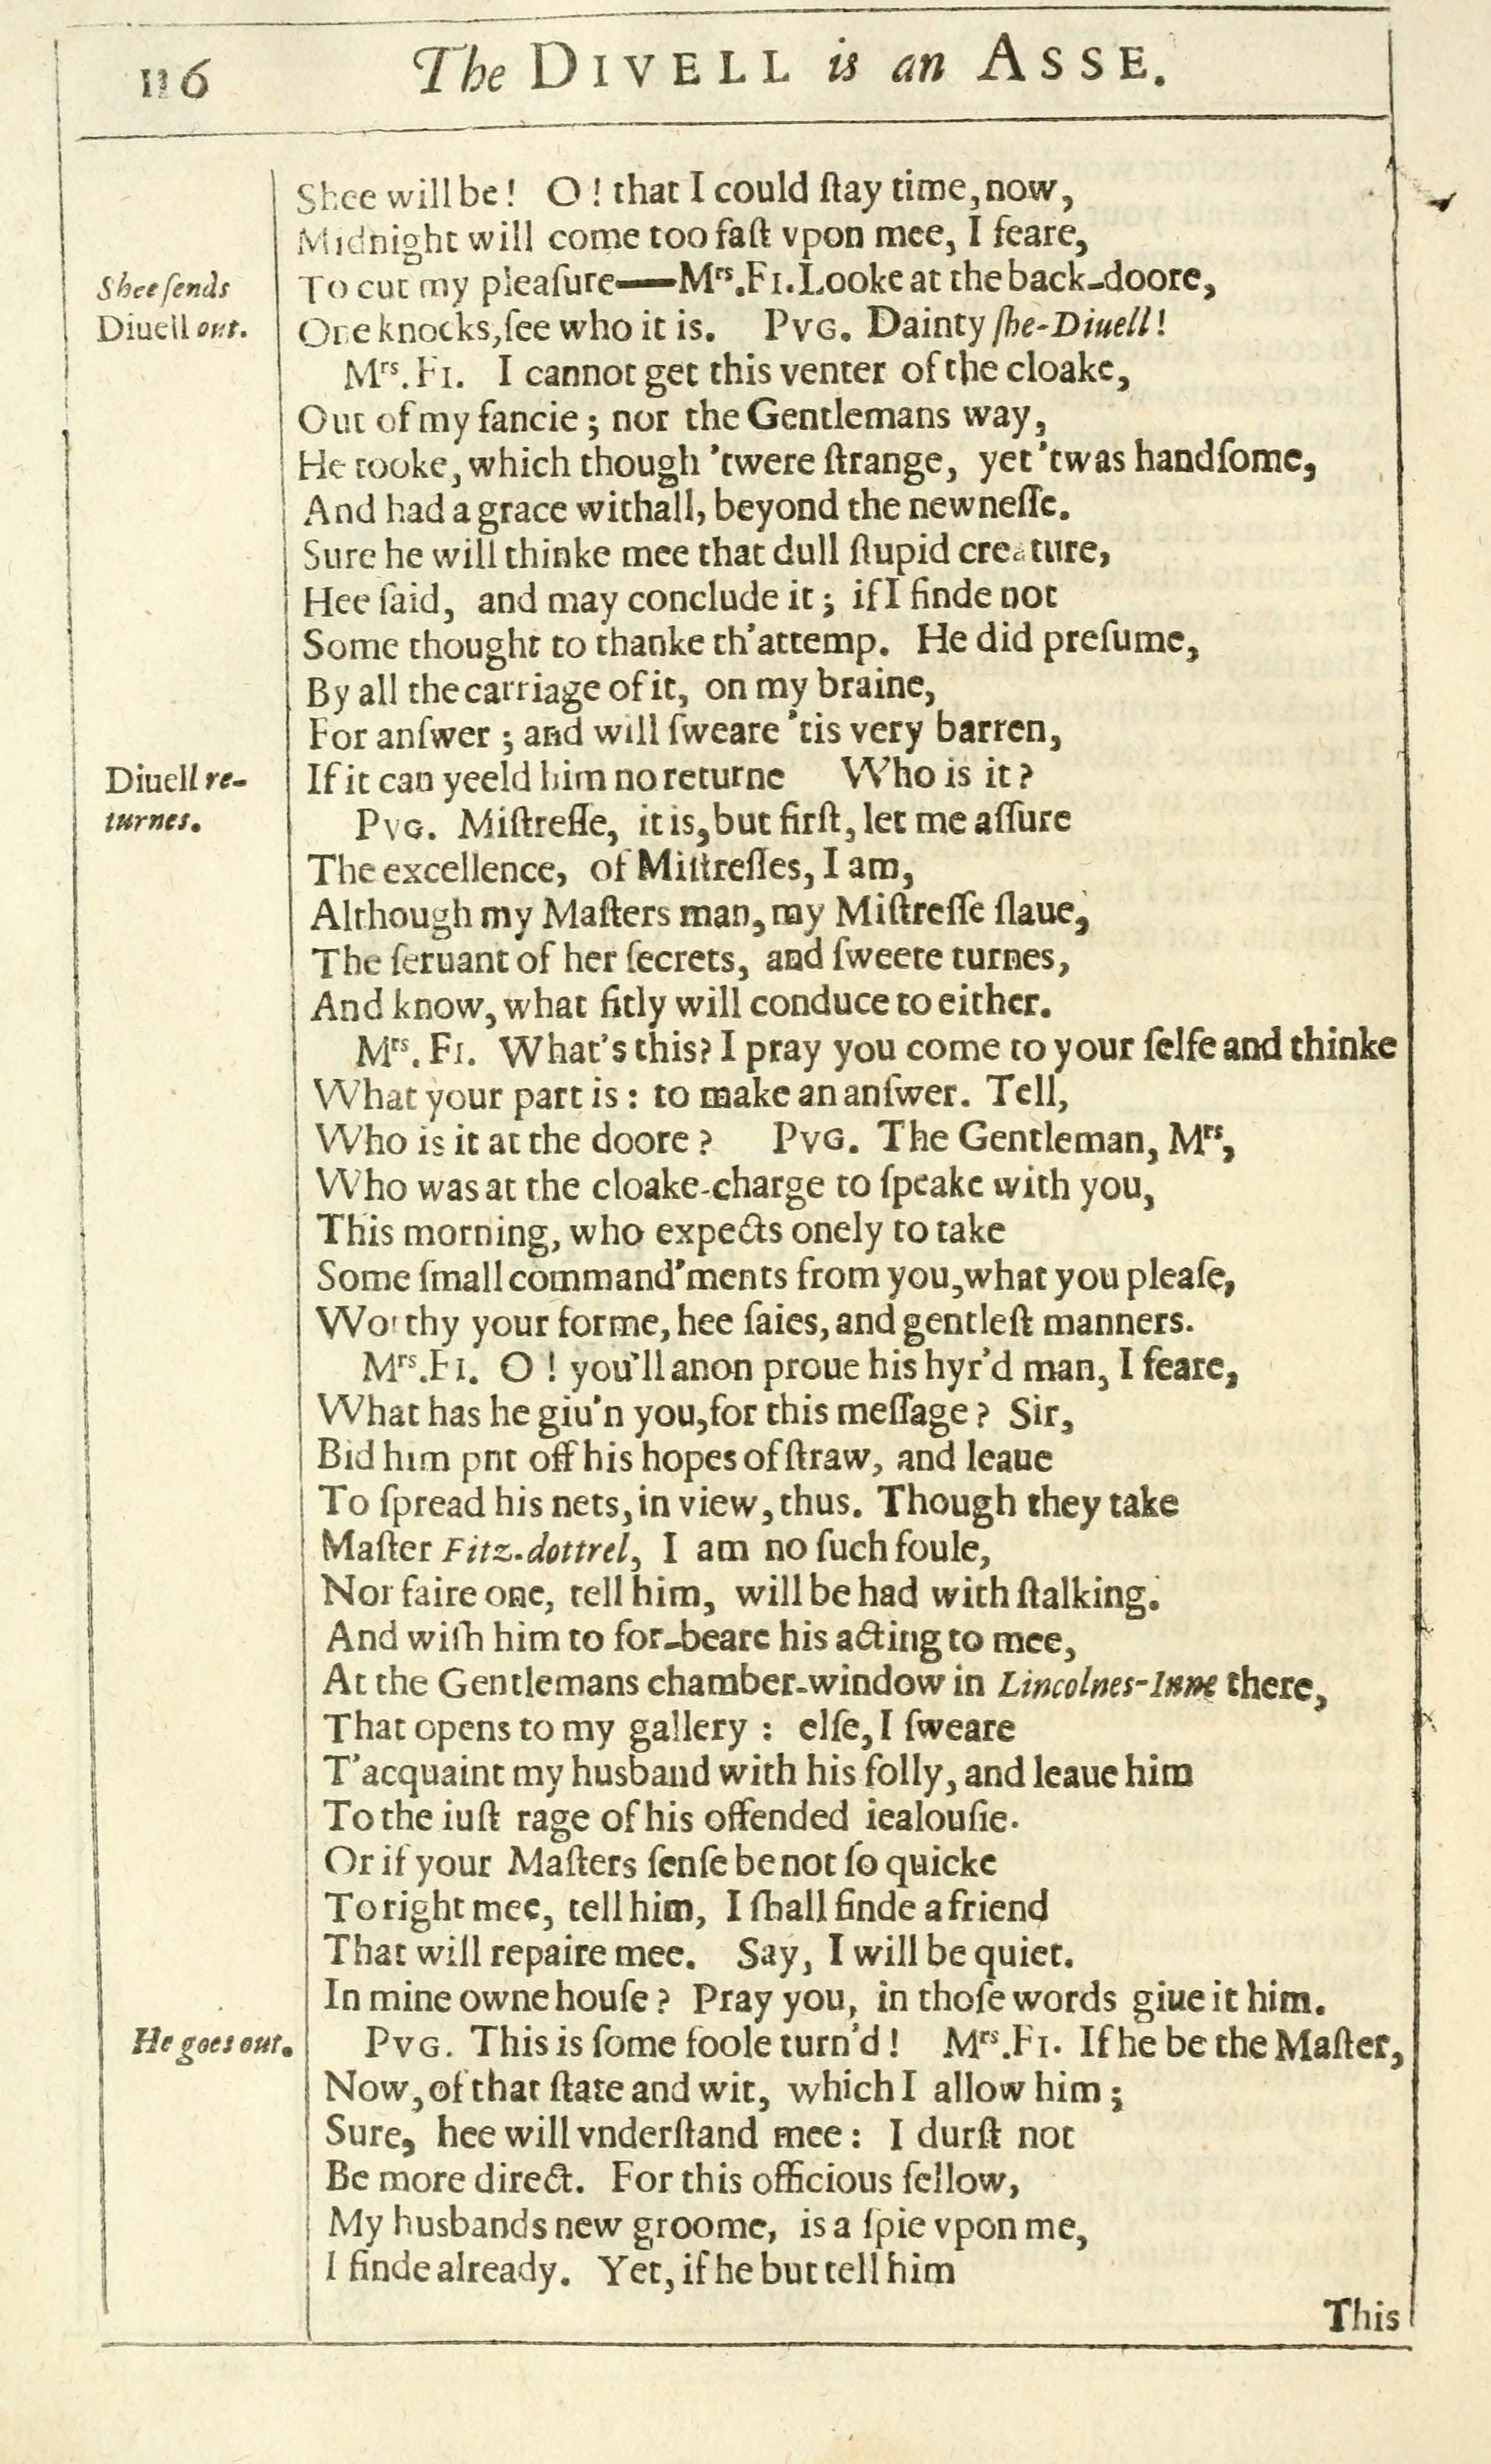 116 The DIVELL is an ASSE.
Shee will be! O! that I could ſtay time, now,
Midnight will come too faſt vpon mee, I feare,
Shee ſends
To cut my pleaſure——Mrs. FI. Looke at the back-doore,
Diuell out.
One knocks, ſee who it is. PVG. Dainty ſhe-Diuell!
Mrs. FI. I cannot get this venter of the cloake,
Out of my fancie; nor the Gentlemans way,
He tooke, which though 'twere ſtrange, yet 'twas handſome,
And had a grace withall, beyond the newneſſe.
Sure he will thinke mee that dull ſtupid creature,
Hee ſaid, and may conclude it; if I finde not
Some thought to thanke th'attemp. He did preſume,
By all the carriage of it, on my braine,
For anſwer; and will ſweare 'tis very barren,
Diuell re-
If it can yeeld him no returne Who is it?
turnes.
PVG. Miſtreſſe, it is, but firſt, let me aſſure
The excellence, of Miſtreſſes, I am,
Although my Maſters man, my Miſtreſſe ſlaue,
The ſeruant of her ſecrets, and ſweete turnes,
And know, what fitly will conduce to either.
Mrs. FI. What's this? I pray you come to your ſelfe and thinke
What your part is: to make an anſwer. Tell,
Who is it at the doore? PVG. The Gentleman, Mrs,
Who was at the cloake-charge to ſpeake with you,
This morning, who expects onely to take
Some ſmall command'ments from you, what you pleaſe,
Worthy your forme, hee ſaies, and gentleſt manners.
Mrs. FI. O! you'll anon proue his hyr'd man, I feare,
What has he giu'n you, for this meſſage? Sir,
Bid him pnt off his hopes of ſtraw, and leaue
To ſpread his nets, in view, thus. Though they take
Maſter Fitz-dottrel, I am no ſuch foule,
Nor faire one, tell him, will be had with ſtalking.
And wiſh him to for-beare his acting to mee,
At the Gentlemans chamber-window in Lincolnes-Inne there,
That opens to my gallery: elſe, I ſweare
T'acquaint my husband with his folly, and leaue him
To the iuſt rage of his offended iealouſie.
Or if your Maſters ſenſe be not ſo quicke
To right mee, tell him, I ſhall finde a friend
That will repaire mee. Say, I will be quiet.
In mine owne houſe? Pray you, in thoſe words giue it him.
He goes out.
PVG. This is ſome foole turn'd! Mrs. FI. If he be the Maſter,
Now, of that ſtate and wit, which I allow him;
Sure, hee will vnderſtand mee: I durſt not
Be more direct. For this officious fellow,
My husbands new groome, is a ſpie vpon me,
I finde already. Yet, if he but tell him
This